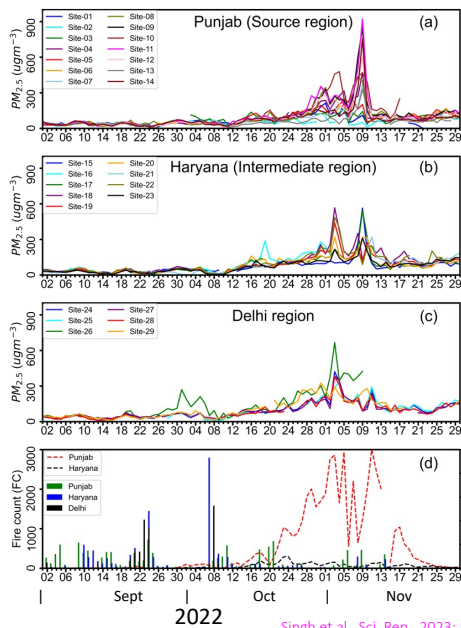 Punjab (Source region) (a)
Site-01 Site-08
Site-02 Site-09
Site-03 Site-10
Site-04 Site-11
Site-05 Site-12
Site-06 Site-13
Site-07 Site-14
PM2.5 (ugm−3)
900
600
300
0
02 06 10 14 18 22 26 30 04 08 12 16 20 24 28 01 05 09 13 17 21 25 29
Haryana (Intermediate region)
(b)
Site-15 Site-20
Site-16 Site-21
Site-17 Site-22
Site-18 Site-23
Site-19
PM2.5 (ugm−3)
900
600
300
0
02 06 10 14 18 22 26 30 04 08 12 16 20 24 28 01 05 09 13 17 21 25 29
Delhi region (c)
Site-24 Site-27
Site-25 Site-28
Site-26 Site-29
PM2.5 (ugm−3)
900
600
300
0
02 06 10 14 18 22 26 30 04 08 12 16 20 24 28 01 05 09 13 17 21 25 29
(d)
Punjab
Haryana
Punjab
Haryana
Delhi
Fire count (FC)
3000
2000
1000
0
02 06 10 14 18 22 26 30 04 08 12 16 20 24 28 01 05 09 13 17 21 25 29
| Sept | Oct | Nov
2022
Singh et al., Sci. Rep., 2023;